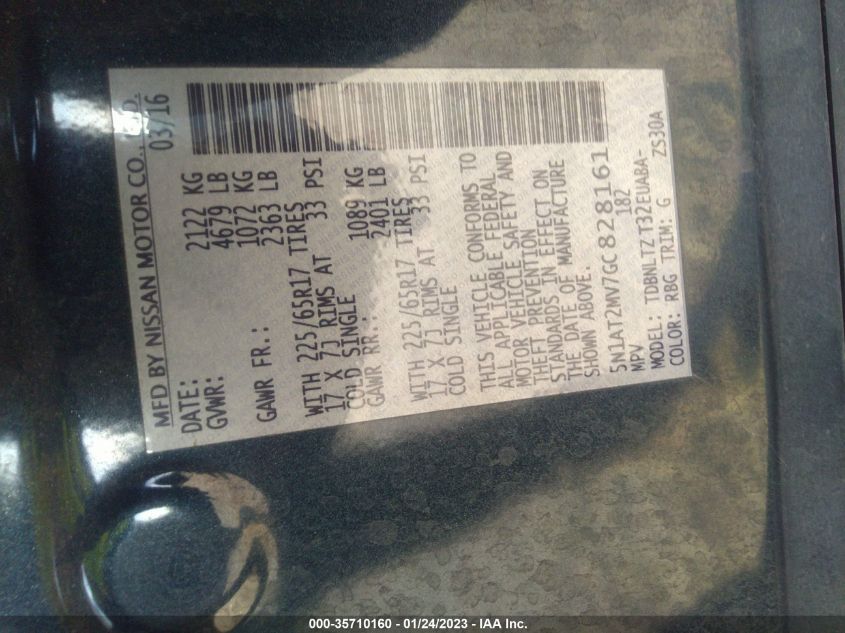 MFD BY NISSAN MOTOR CO., LTD.
DATE: 03/16
GVWR: 2122 KG
4679 LB
GAWR FR.: 1072 KG
2363 LB
WITH 225/65R17 TIRES
17 X 7J RIMS AT 33 PSI
COLD SINGLE
GAWR RR.: 1089 KG
2401 LB
WITH 225/65R17 TIRES
17 X 7J RIMS AT 33 PSI
COLD SINGLE
THIS VEHICLE CONFORMS TO
ALL APPLICABLE FEDERAL
MOTOR VEHICLE SAFETY AND
THEFT PREVENTION
STANDARDS IN EFFECT ON
THE DATE OF MANUFACTURE
SHOWN ABOVE.
5N1AT2MV7GC828161
MPV 182
MODEL: TDBNLTZ T32EUABA-
COLOR: RBG TRIM: G ZS30A
000-35710160 - 01/24/2023 - IAA Inc.